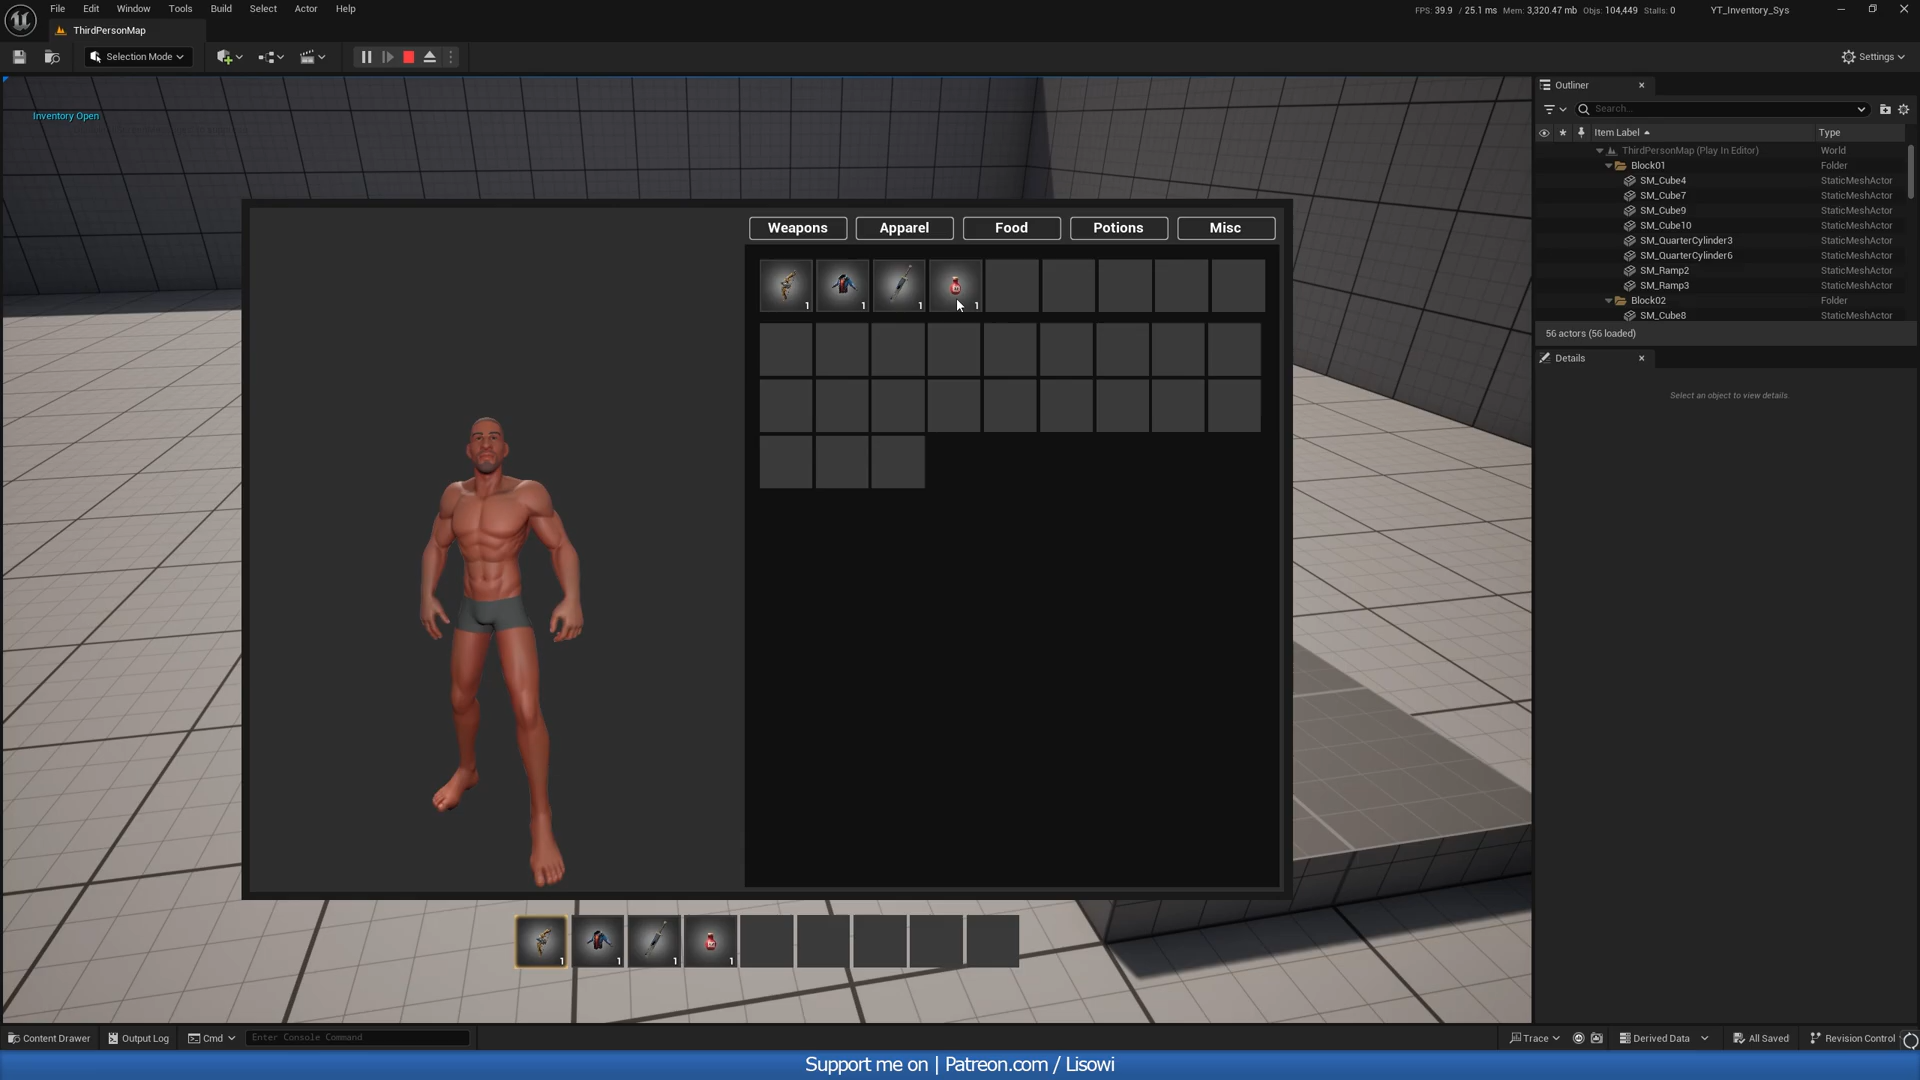 File Edit Window Tools Build Select Actor Help
FPS: 39.9 / 25.1 ms Mem: 3,320.47 mb Objs: 104,449 Stalls: 0
YT_Inventory_Sys
ThirdPersonMap
Selection Mode
Settings
Inventory Open
Weapons Apparel Food Potions Misc
1 1 1 1
1 1 1 1
Outliner
Search...
Item Label Type
ThirdPersonMap (Play In Editor) World
Block01 Folder
SM_Cube4 StaticMeshActor
SM_Cube7 StaticMeshActor
SM_Cube9 StaticMeshActor
SM_Cube10 StaticMeshActor
SM_QuarterCylinder3 StaticMeshActor
SM_QuarterCylinder6 StaticMeshActor
SM_Ramp2 StaticMeshActor
SM_Ramp3 StaticMeshActor
Block02 Folder
SM_Cube8 StaticMeshActor
56 actors (56 loaded)
Details
Select an object to view details.
Content Drawer Output Log Cmd Enter Console Command
Trace Derived Data All Saved Revision Control
Support me on | Patreon.com / Lisowi